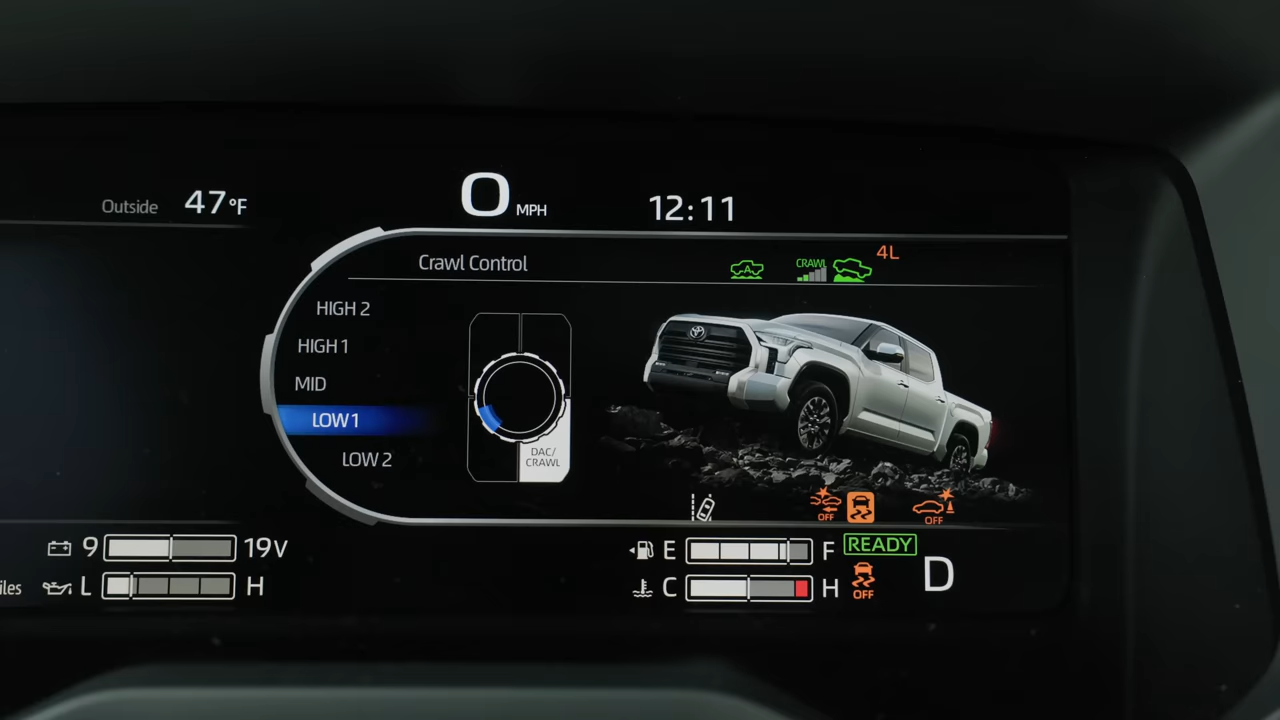 Outside 47°F
0 MPH
12:11
Crawl Control
CRAWL
4L
HIGH 2
HIGH 1
MID
LOW 1
LOW 2
DAC/
CRAWL
A
OFF
OFF
9 19V
E F
READY
iles
L H
C H
OFF
D